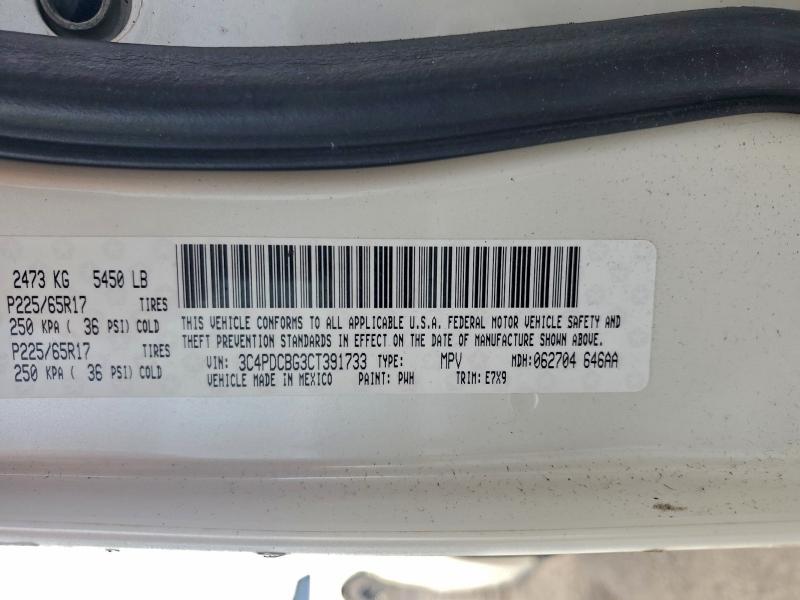 2473 KG 5450 LB
P225/65R17 TIRES
250 KPA ( 36 PSI) COLD
P225/65R17 TIRES
250 KPA ( 36 PSI) COLD
THIS VEHICLE CONFORMS TO ALL APPLICABLE U.S.A. FEDERAL MOTOR VEHICLE SAFETY AND
THEFT PREVENTION STANDARDS IN EFFECT ON THE DATE OF MANUFACTURE SHOWN ABOVE.
VIN: 3C4PDCBG3CT391733 TYPE: MPV MDH:062704 646AA
VEHICLE MADE IN MEXICO PAINT: PWH TRIM: E7X9